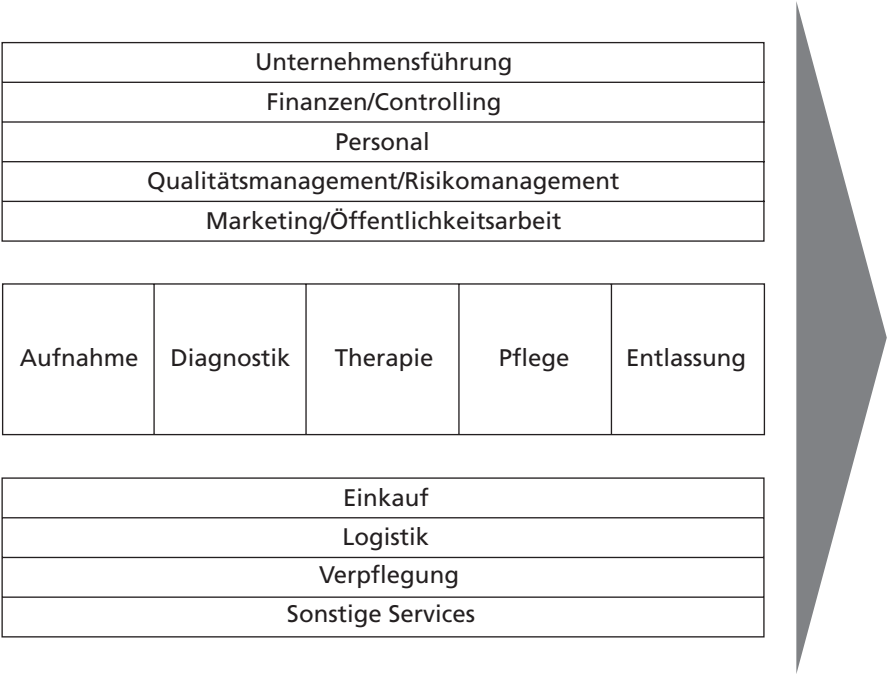 Unternehmensführung
Finanzen/Controlling
Personal
Qualitätsmanagement/Risikomanagement
Marketing/Öffentlichkeitsarbeit
Aufnahme
Diagnostik
Therapie
Pflege
Entlassung
Einkauf
Logistik
Verpflegung
Sonstige Services